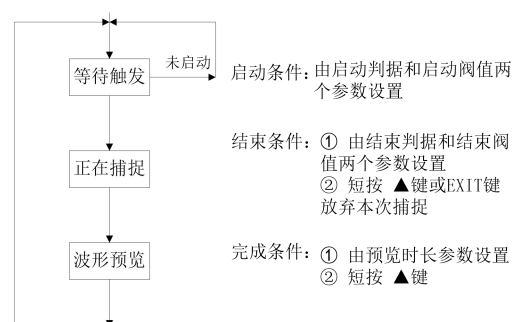 等待触发
未启动
启动条件：由启动判据和启动阀值两
个参数设置
正在捕捉
结束条件：① 由结束判据和结束阀
值两个参数设置
② 短按 ▲键或EXIT键
放弃本次捕捉
波形预览
完成条件：① 由预览时长参数设置
② 短按 ▲键